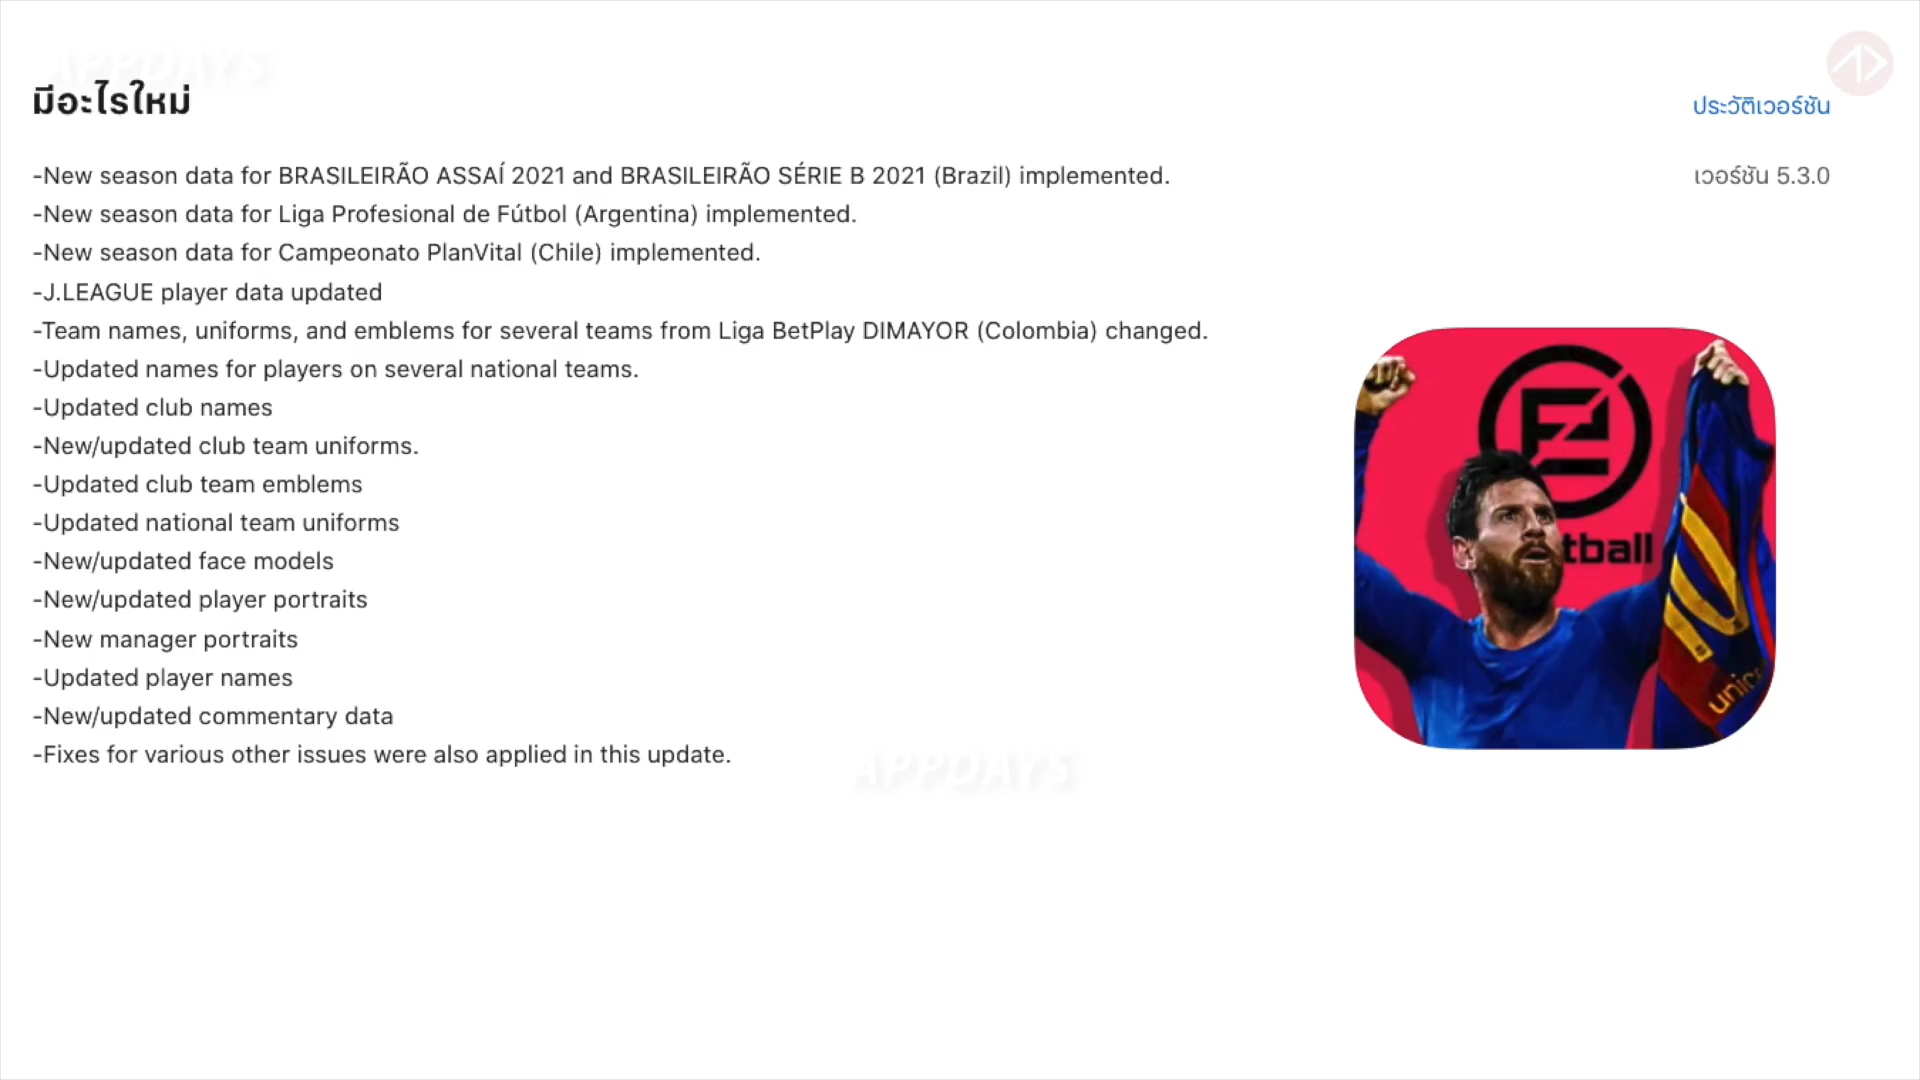 APPDAYS
มีอะไรใหม่
ประวัติเวอร์ชัน
-New season data for BRASILEIRÃO ASSAÍ 2021 and BRASILEIRÃO SÉRIE B 2021 (Brazil) implemented.
เวอร์ชัน 5.3.0
-New season data for Liga Profesional de Fútbol (Argentina) implemented.
-New season data for Campeonato PlanVital (Chile) implemented.
-J.LEAGUE player data updated
-Team names, uniforms, and emblems for several teams from Liga BetPlay DIMAYOR (Colombia) changed.
-Updated names for players on several national teams.
-Updated club names
-New/updated club team uniforms.
-Updated club team emblems
-Updated national team uniforms
-New/updated face models
-New/updated player portraits
-New manager portraits
-Updated player names
-New/updated commentary data
-Fixes for various other issues were also applied in this update.
tball
10
unic
APPDAYS